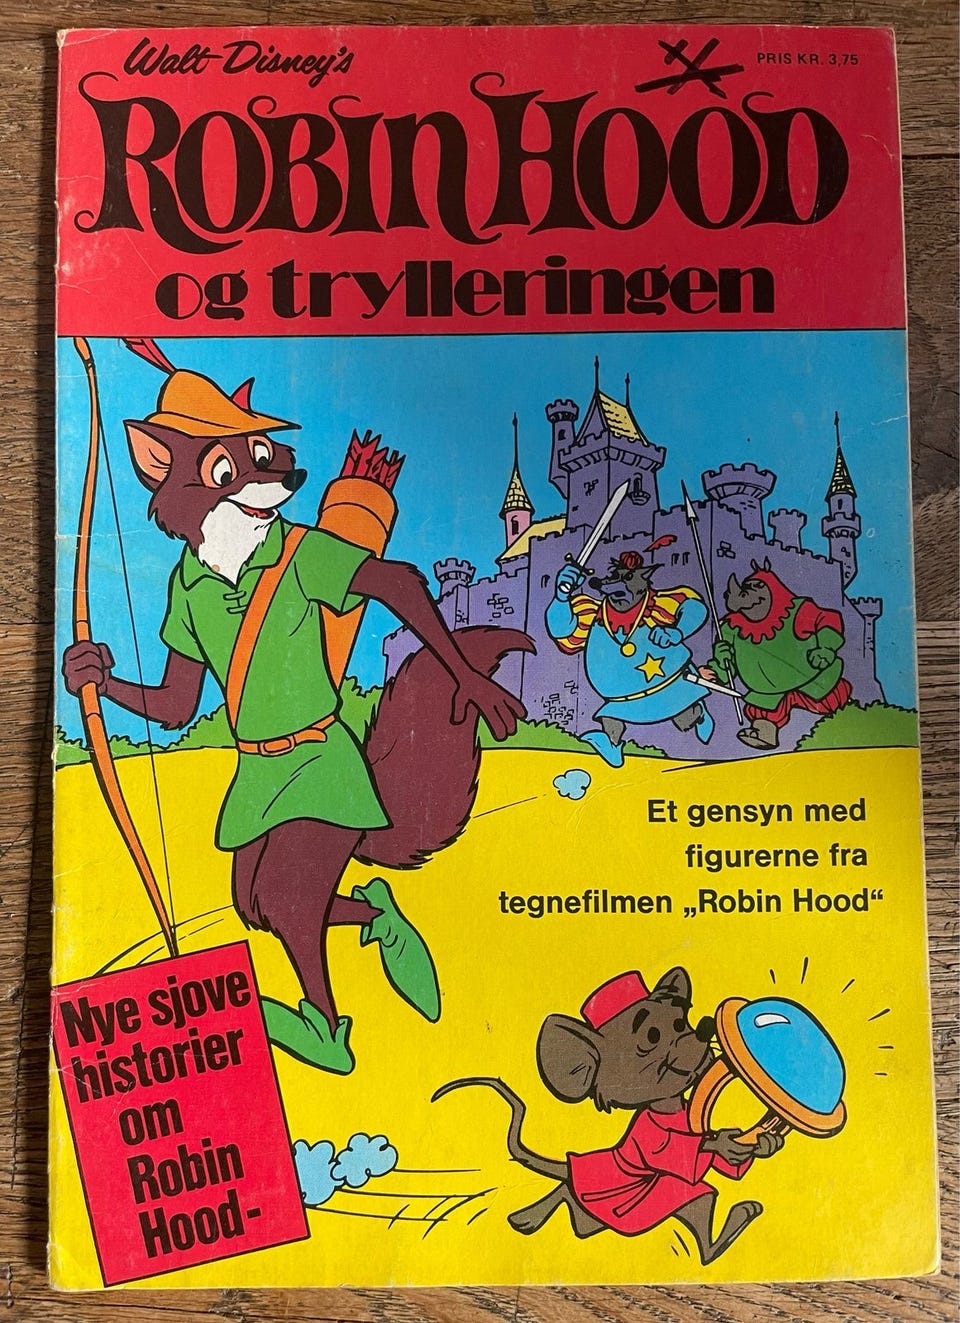 Walt Disney's
PRIS KR. 3,75
ROBIN HOOD
og trylleringen
Et gensyn med
figurerne fra
tegnefilmen „Robin Hood“
Nye sjove
historier
om
Robin
Hood-